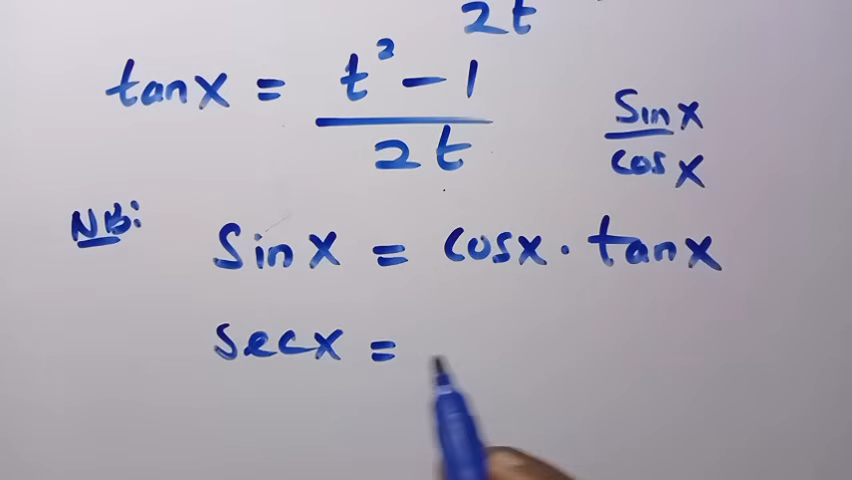 2t
tanx = t² - 1 / 2t
sinx / cosx
NB:
sinx = cosx · tanx
secx =